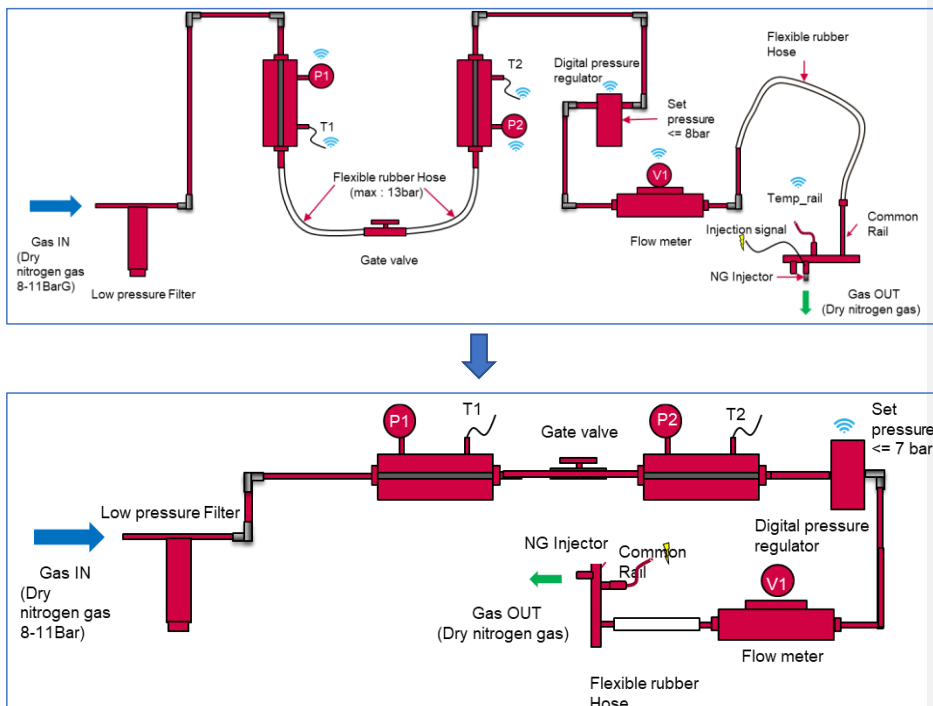 P1
T1
T2
P2
Digital pressure
regulator
Set
pressure
<= 8bar
Flexible rubber
Hose
Flexible rubber Hose
(max : 13bar)
Gate valve
V1
Flow meter
Temp_rail
Injection signal
Common
Rail
NG Injector
Gas OUT
(Dry nitrogen gas)
Gas IN
(Dry
nitrogen gas
8-11BarG)
Low pressure Filter
P1
T1
Gate valve
P2
T2
Set
pressure
<= 7 bar
Low pressure Filter
Gas IN
(Dry
nitrogen gas
8-11Bar)
Digital pressure
regulator
NG Injector
Common
Rail
Gas OUT
(Dry nitrogen gas)
V1
Flow meter
Flexible rubber
Hose